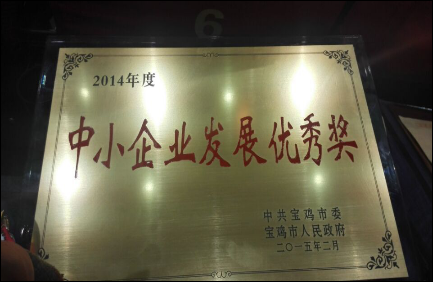 6
2014年度
中小企业发展优秀奖
中共宝鸡市委
宝鸡市人民政府
二〇一五年二月